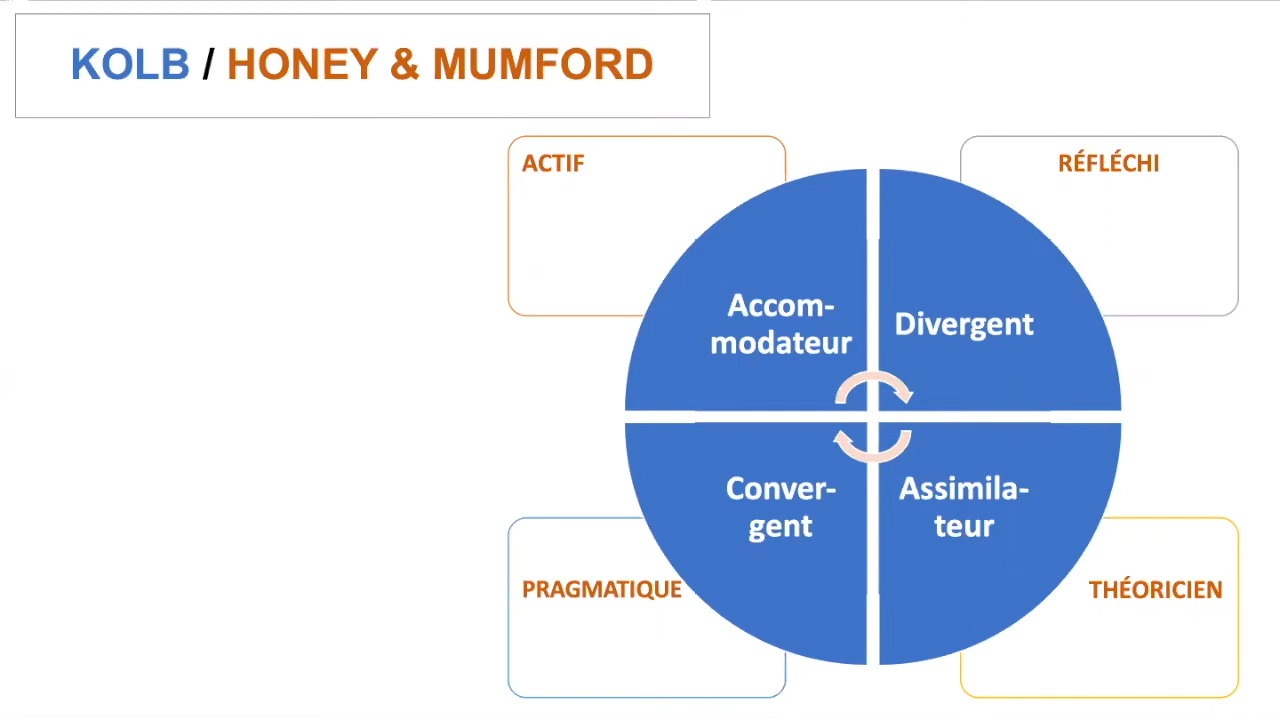 KOLB / HONEY & MUMFORD
ACTIF
RÉFLÉCHI
Accom-
modateur
Divergent
Conver-
gent
Assimila-
teur
PRAGMATIQUE
THÉORICIEN